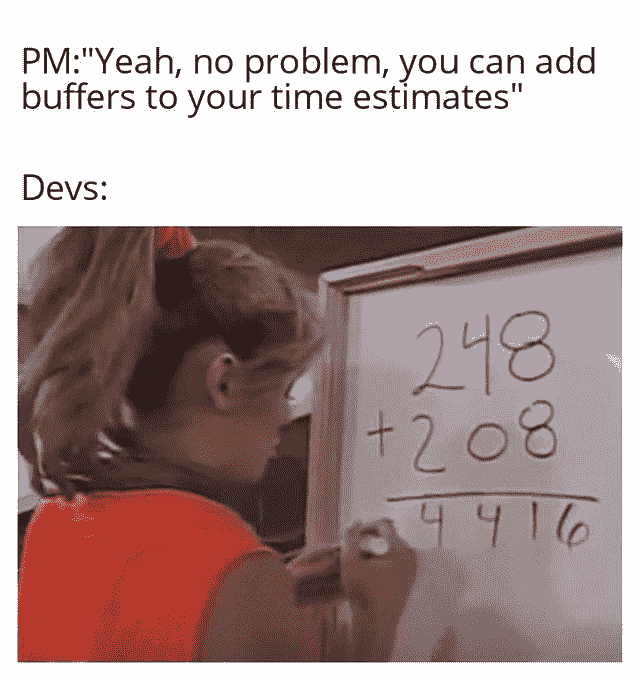 PM:"Yeah, no problem, you can add
buffers to your time estimates"
Devs:
248
+208
4416